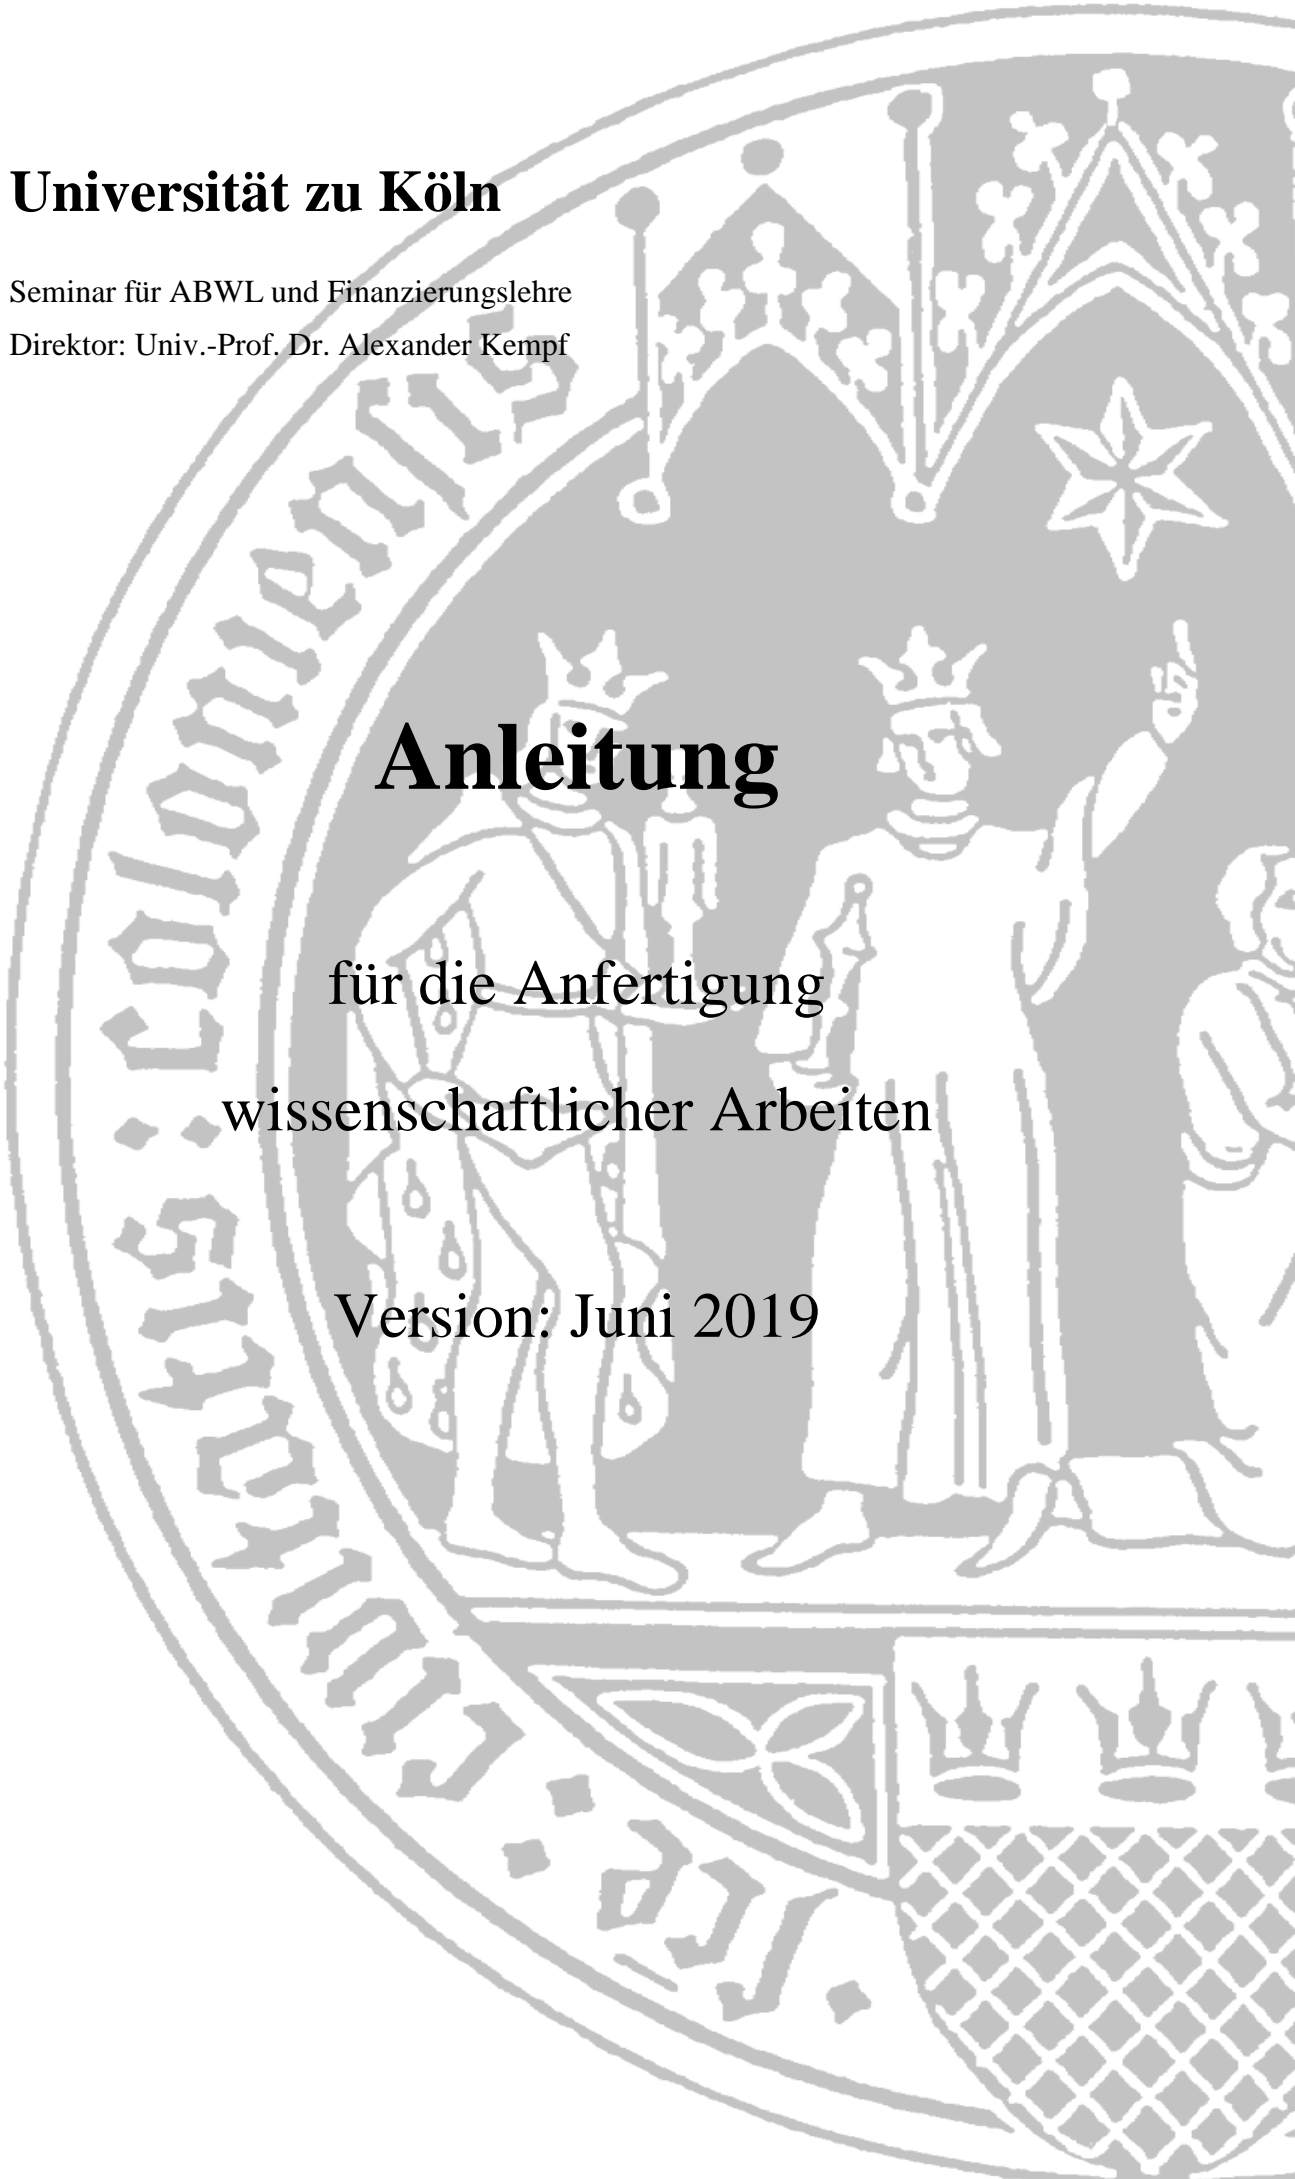 Universität zu Köln
Seminar für ABWL und Finanzierungslehre
Direktor: Univ.-Prof. Dr. Alexander Kempf
Anleitung
für die Anfertigung
wissenschaftlicher Arbeiten
Version: Juni 2019
coloniensis